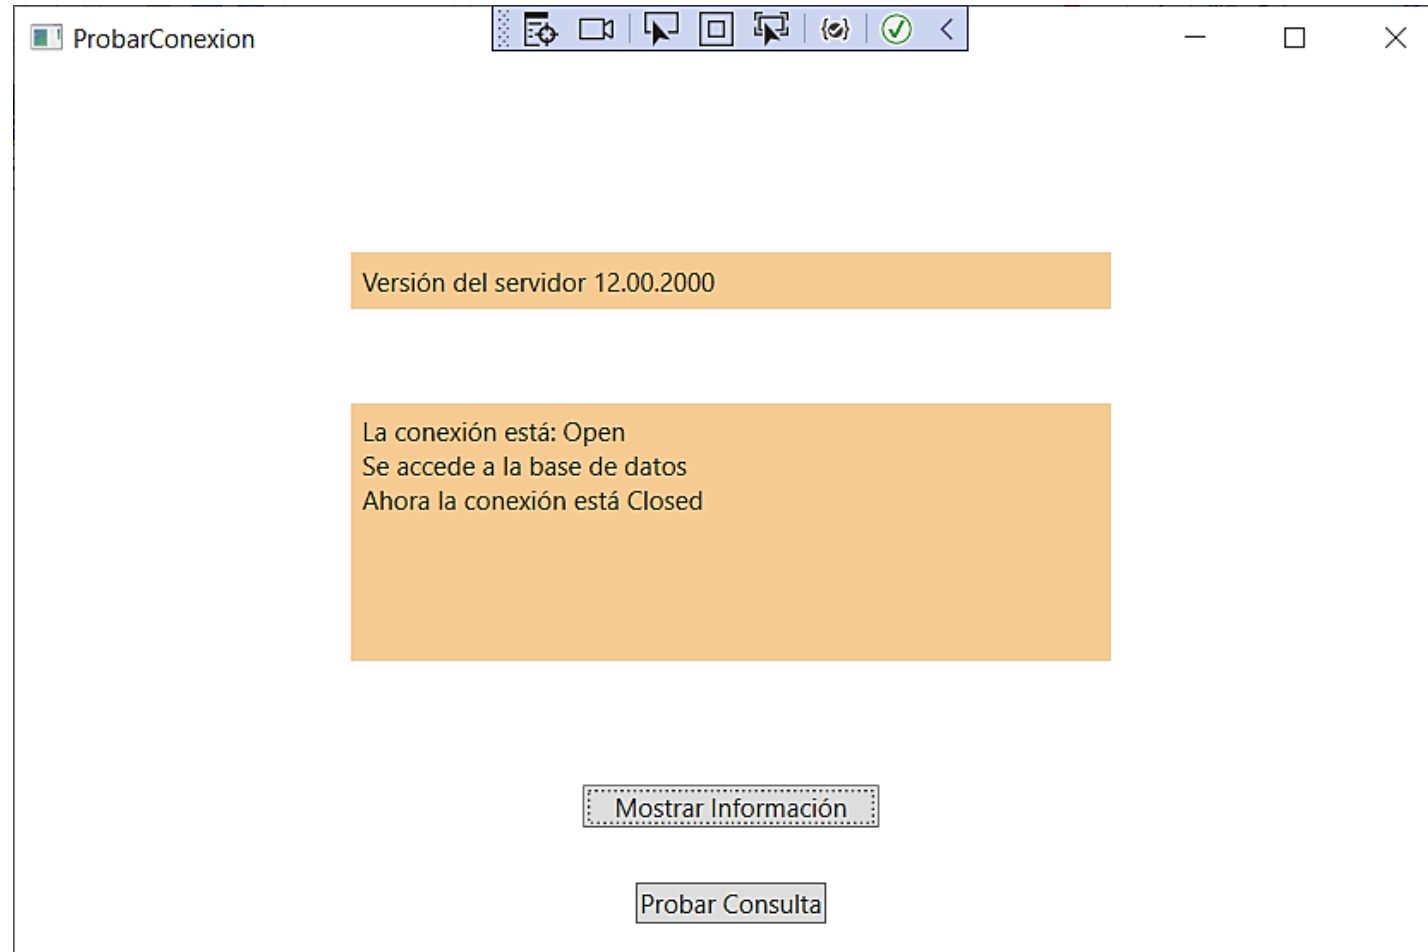 ProbarConexion
Versión del servidor 12.00.2000
La conexión está: Open
Se accede a la base de datos
Ahora la conexión está Closed
Mostrar Información
Probar Consulta